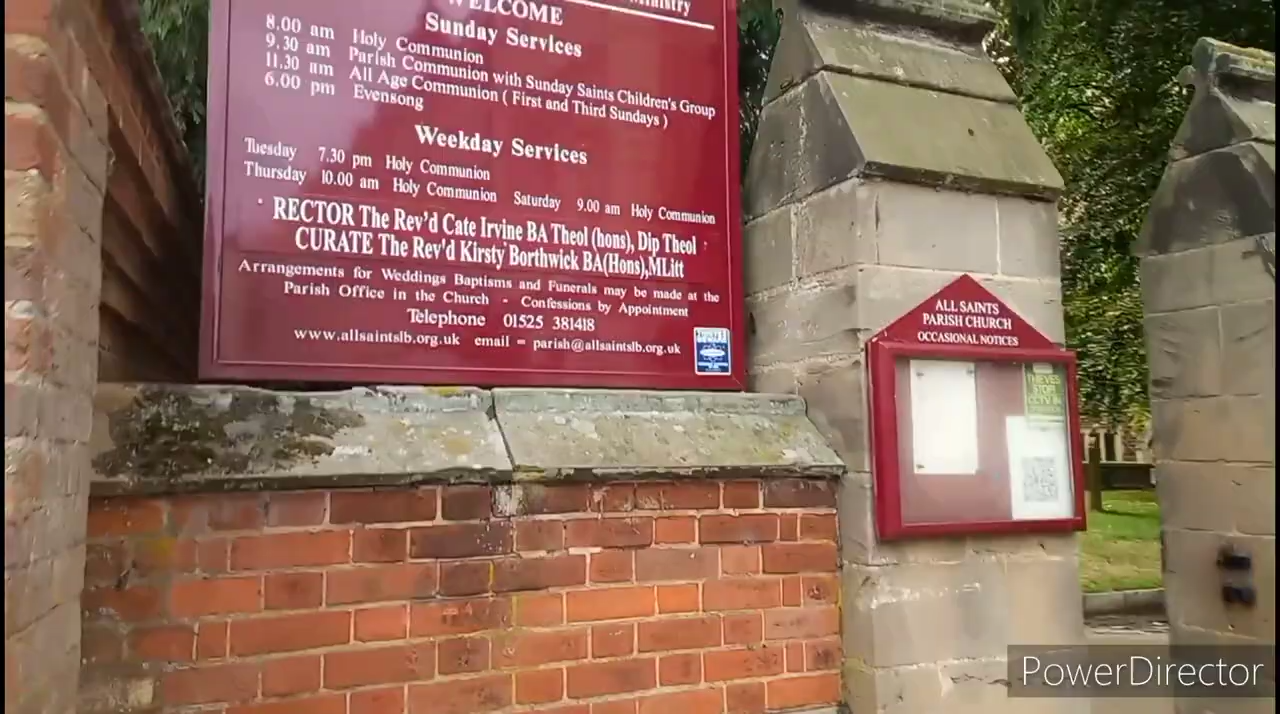 Ministry
WELCOME
Sunday Services
8.00 am Holy Communion
9.30 am Parish Communion with Sunday Saints Children's Group
11.30 am All Age Communion ( First and Third Sundays )
6.00 pm Evensong
Weekday Services
Tuesday 7.30 pm Holy Communion
Thursday 10.00 am Holy Communion Saturday 9.00 am Holy Communion
RECTOR The Rev'd Cate Irvine BA Theol (hons), Dip Theol
CURATE The Rev'd Kirsty Borthwick BA(Hons),MLitt
Arrangements for Weddings Baptisms and Funerals may be made at the
Parish Office in the Church - Confessions by Appointment
Telephone 01525 381418
www.allsaintslb.org.uk email = parish@allsaintslb.org.uk
ALL SAINTS
PARISH CHURCH
OCCASIONAL NOTICES
THIEVES
STOP
CCTV IN
PowerDirector